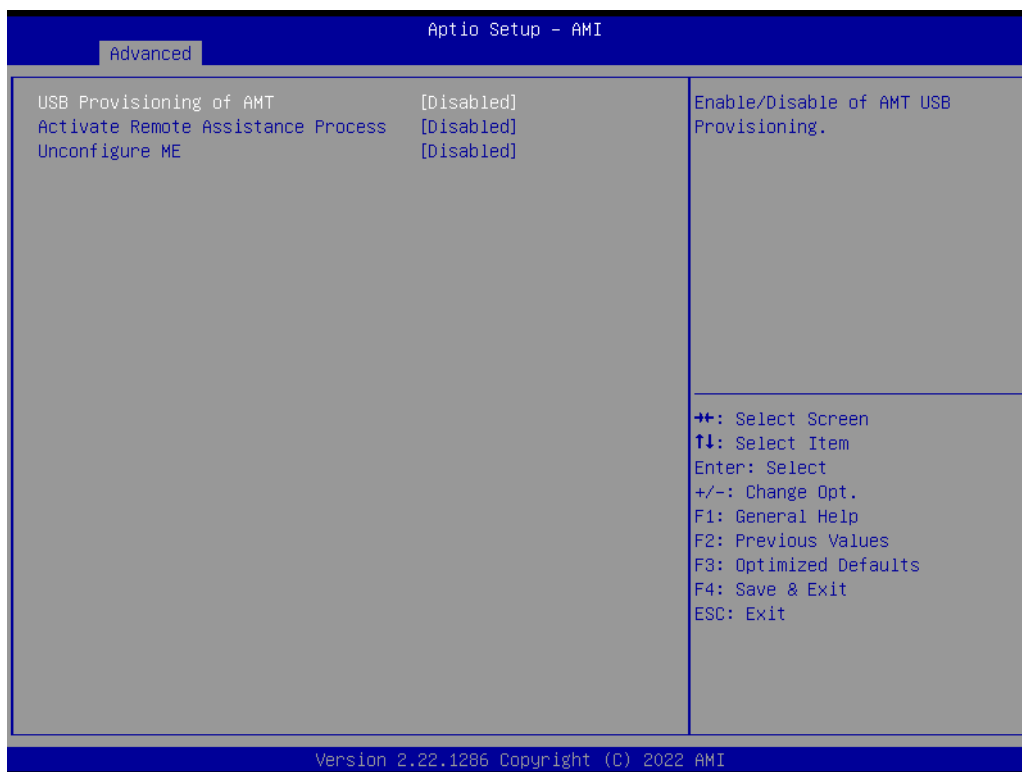 Aptio Setup – AMI
Advanced
USB Provisioning of AMT [Disabled]
Activate Remote Assistance Process [Disabled]
Unconfigure ME [Disabled]
Enable/Disable of AMT USB
Provisioning.
→←: Select Screen
↑↓: Select Item
Enter: Select
+/-: Change Opt.
F1: General Help
F2: Previous Values
F3: Optimized Defaults
F4: Save & Exit
ESC: Exit
Version 2.22.1286 Copyright (C) 2022 AMI